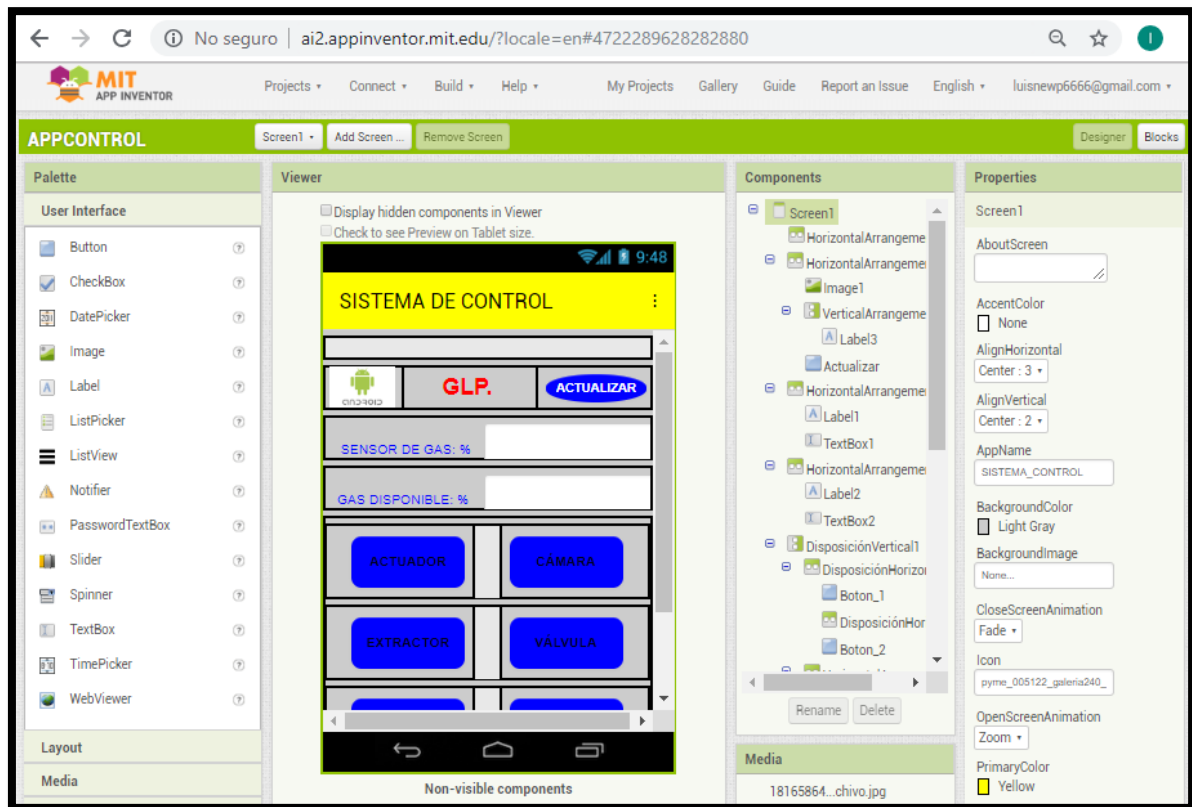 No seguro | ai2.appinventor.mit.edu/?locale=en#4722289628282880 I
MIT APP INVENTOR
Projects Connect Build Help My Projects Gallery Guide Report an Issue English luisnewp6666@gmail.com
APPCONTROL Screen1 Add Screen ... Remove Screen Designer Blocks
Palette
User Interface
Button
CheckBox
DatePicker
Image
Label
ListPicker
ListView
Notifier
PasswordTextBox
Slider
Spinner
TextBox
TimePicker
WebViewer
Layout
Media
Viewer
Display hidden components in Viewer
Check to see Preview on Tablet size.
9:48
SISTEMA DE CONTROL
ANDROID GLP. ACTUALIZAR
SENSOR DE GAS: %
GAS DISPONIBLE: %
ACTUADOR CÁMARA
EXTRACTOR VÁLVULA
Non-visible components
Components
Screen1
HorizontalArrangeme
HorizontalArrangemei
Image1
VerticalArrangeme
Label3
Actualizar
HorizontalArrangemei
Label1
TextBox1
HorizontalArrangemei
Label2
TextBox2
DisposiciónVertical1
DisposiciónHorizon
Boton_1
DisposiciónHor
Boton_2
Rename Delete
Media
18165864...chivo.jpg
Properties
Screen1
AboutScreen
AccentColor
None
AlignHorizontal
Center : 3
AlignVertical
Center : 2
AppName
SISTEMA_CONTROL
BackgroundColor
Light Gray
BackgroundImage
None...
CloseScreenAnimation
Fade
Icon
pyme_005122_galeria240_
OpenScreenAnimation
Zoom
PrimaryColor
Yellow